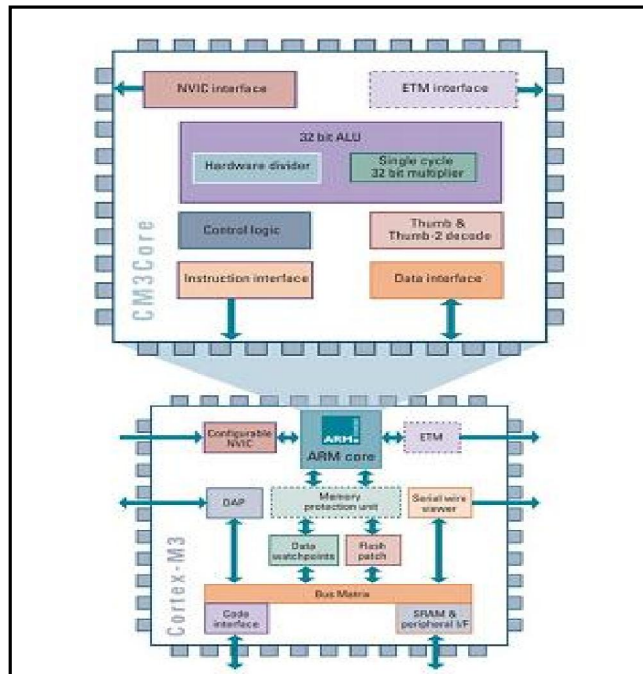 NVIC interface
ETM interface
32 bit ALU
Hardware divider
Single cycle
32 bit multiplier
Control logic
Thumb &
Thumb-2 decode
Instruction interface
Data interface
CM3Core
Configurable
NVIC
ARM
ARM core
ETM
DAP
Memory
protection unit
Serial wire
viewer
Data
watchpoints
Flash
patch
Bus Matrix
Code
interface
SRAM &
peripheral I/F
Cortex-M3